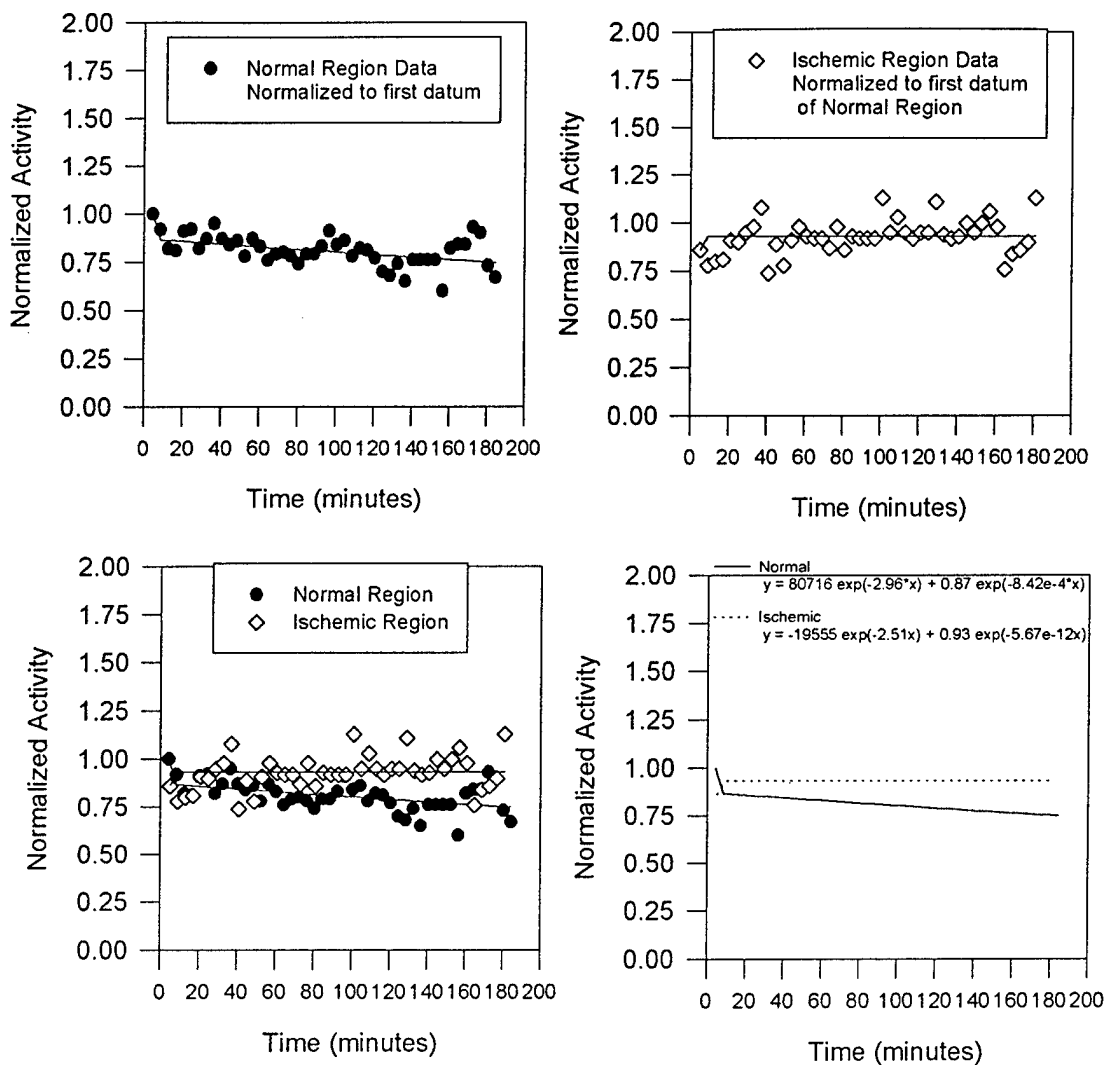 2.00
1.75
1.50
1.25
1.00
0.75
0.50
0.25
0.00
Normalized Activity
Normal Region Data
Normalized to first datum
0 20 40 60 80 100 120 140 160 180 200
Time (minutes)
2.00
1.75
1.50
1.25
1.00
0.75
0.50
0.25
0.00
Normalized Activity
Ischemic Region Data
Normalized to first datum
of Normal Region
0 20 40 60 80 100 120 140 160 180 200
Time (minutes)
2.00
1.75
1.50
1.25
1.00
0.75
0.50
0.25
0.00
Normalized Activity
Normal Region
Ischemic Region
0 20 40 60 80 100 120 140 160 180 200
Time (minutes)
2.00
1.75
1.50
1.25
1.00
0.75
0.50
0.25
0.00
Normalized Activity
Normal
y = 80716 exp(-2.96*x) + 0.87 exp(-8.42e-4*x)
Ischemic
y = -19555 exp(-2.51x) + 0.93 exp(-5.67e-12x)
0 20 40 60 80 100 120 140 160 180 200
Time (minutes)